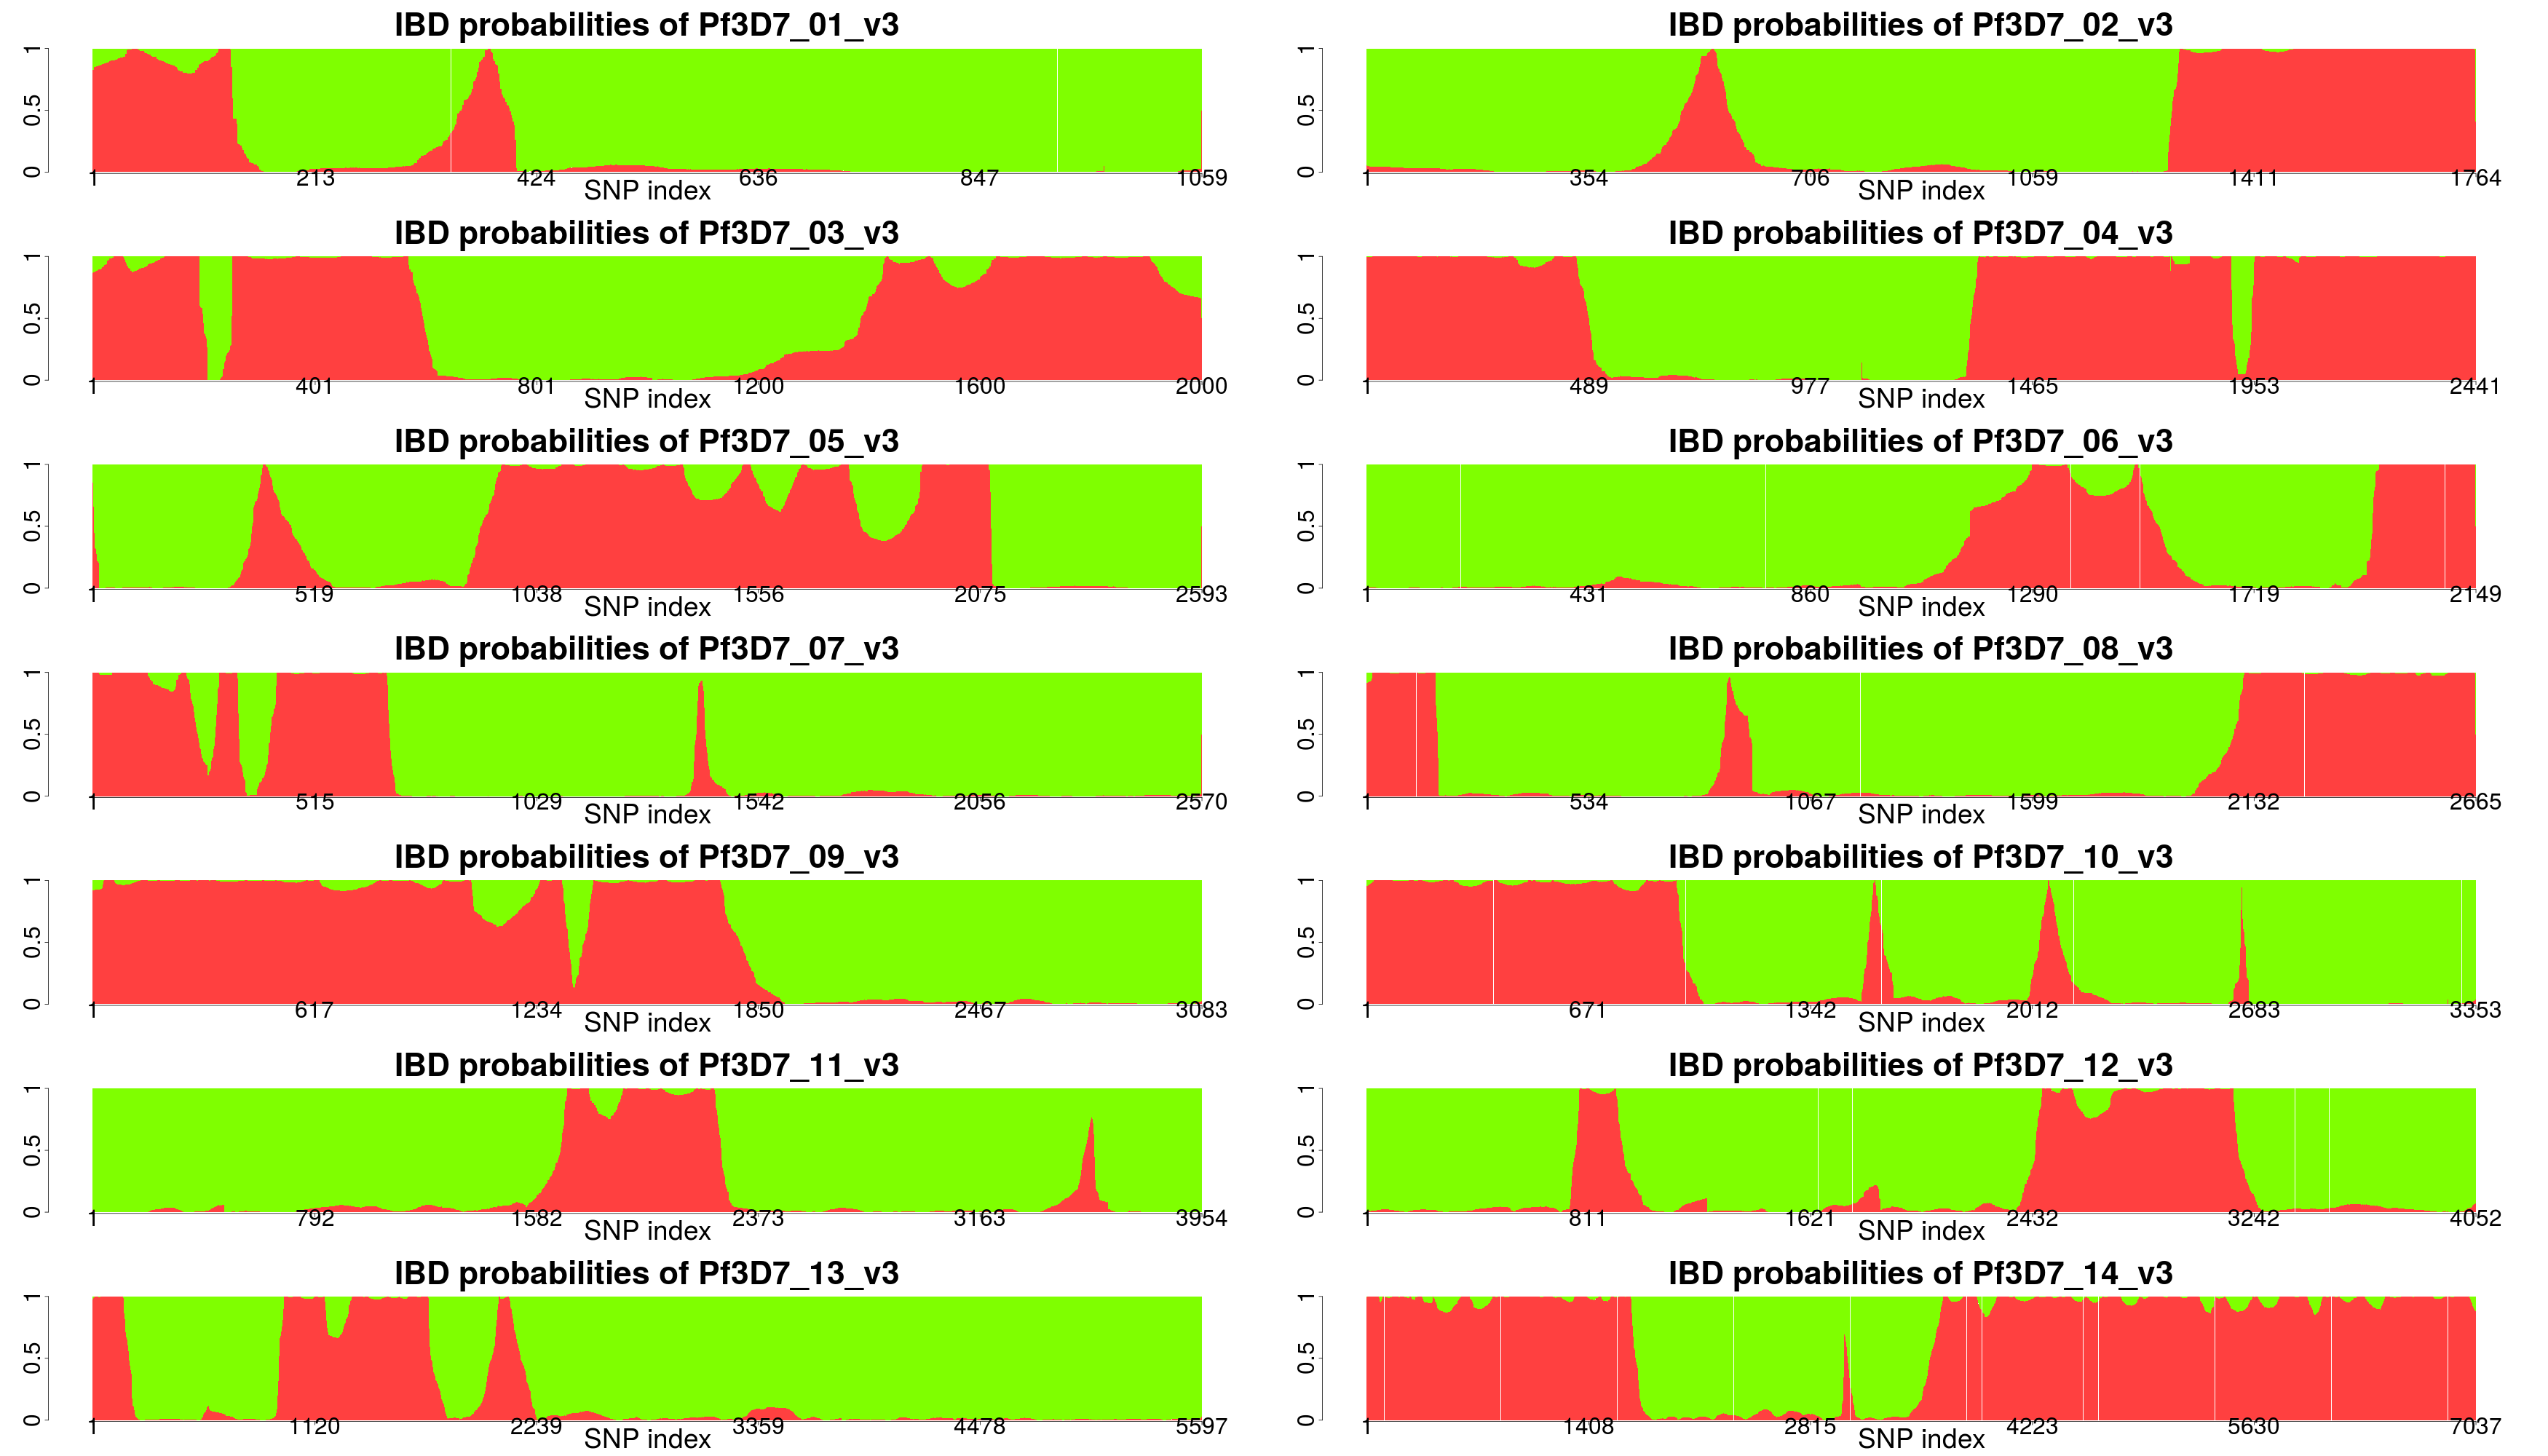 IBD probabilities of Pf3D7_01_v3
0 0.5 1
1 213 424 636 847 1059
SNP index
IBD probabilities of Pf3D7_02_v3
0 0.5 1
1 354 706 1059 1411 1764
SNP index
IBD probabilities of Pf3D7_03_v3
0 0.5 1
1 401 801 1200 1600 2000
SNP index
IBD probabilities of Pf3D7_04_v3
0 0.5 1
1 489 977 1465 1953 2441
SNP index
IBD probabilities of Pf3D7_05_v3
0 0.5 1
1 519 1038 1556 2075 2593
SNP index
IBD probabilities of Pf3D7_06_v3
0 0.5 1
1 431 860 1290 1719 2149
SNP index
IBD probabilities of Pf3D7_07_v3
0 0.5 1
1 515 1029 1542 2056 2570
SNP index
IBD probabilities of Pf3D7_08_v3
0 0.5 1
1 534 1067 1599 2132 2665
SNP index
IBD probabilities of Pf3D7_09_v3
0 0.5 1
1 617 1234 1850 2467 3083
SNP index
IBD probabilities of Pf3D7_10_v3
0 0.5 1
1 671 1342 2012 2683 3353
SNP index
IBD probabilities of Pf3D7_11_v3
0 0.5 1
1 792 1582 2373 3163 3954
SNP index
IBD probabilities of Pf3D7_12_v3
0 0.5 1
1 811 1621 2432 3242 4052
SNP index
IBD probabilities of Pf3D7_13_v3
0 0.5 1
1 1120 2239 3359 4478 5597
SNP index
IBD probabilities of Pf3D7_14_v3
0 0.5 1
1 1408 2815 4223 5630 7037
SNP index